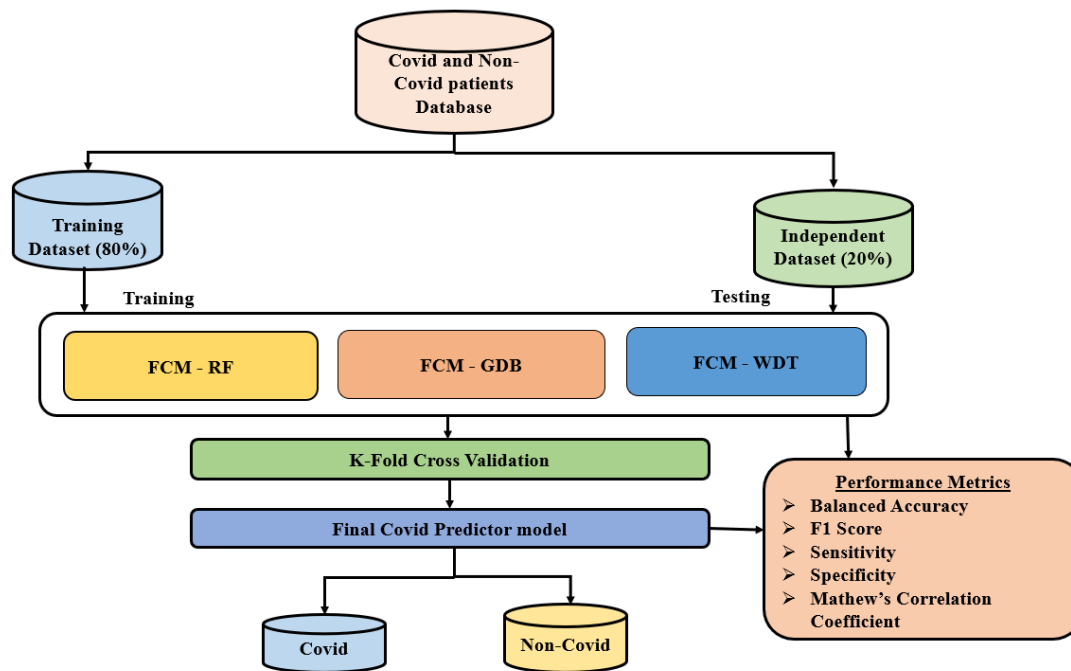 Covid and Non-
Covid patients
Database
Training
Dataset (80%)
Independent
Dataset (20%)
Training
Testing
FCM - RF
FCM - GDB
FCM - WDT
K-Fold Cross Validation
Performance Metrics
➤ Balanced Accuracy
➤ F1 Score
➤ Sensitivity
➤ Specificity
➤ Mathew's Correlation
Coefficient
Final Covid Predictor model
Covid
Non-Covid